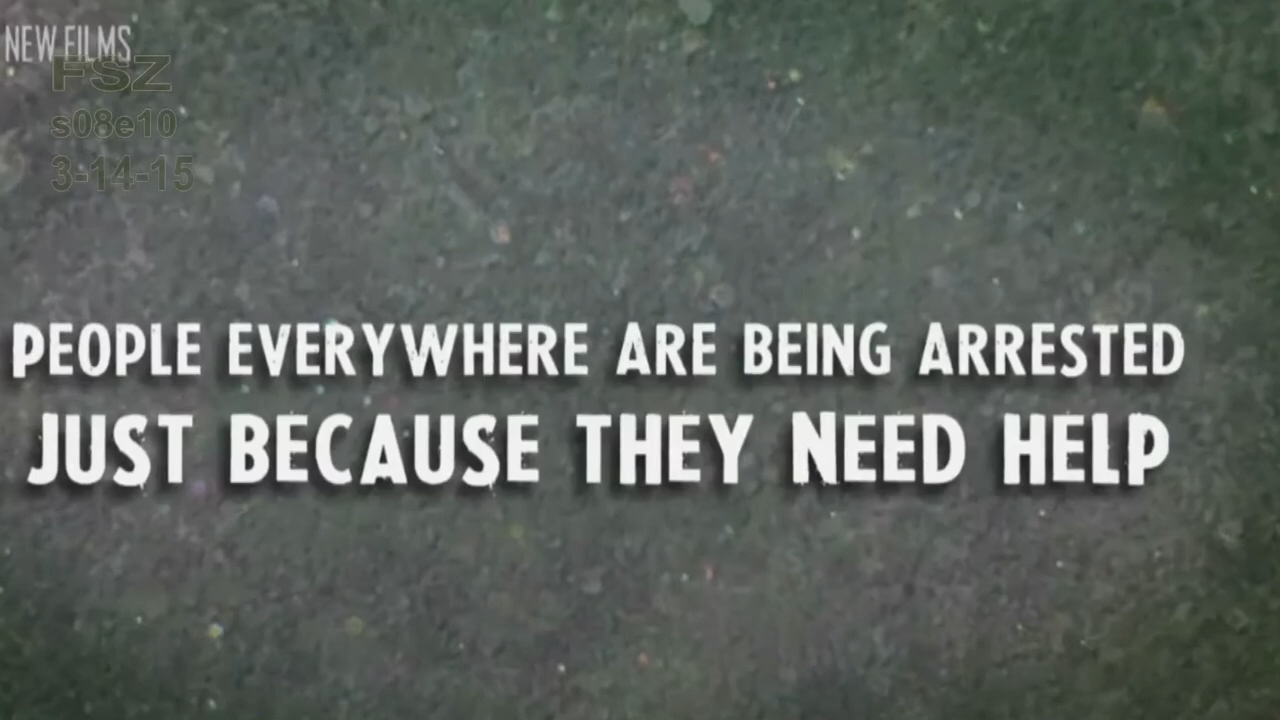 NEW FILMS
FSZ
s08e10
3-14-15
PEOPLE EVERYWHERE ARE BEING ARRESTED
JUST BECAUSE THEY NEED HELP